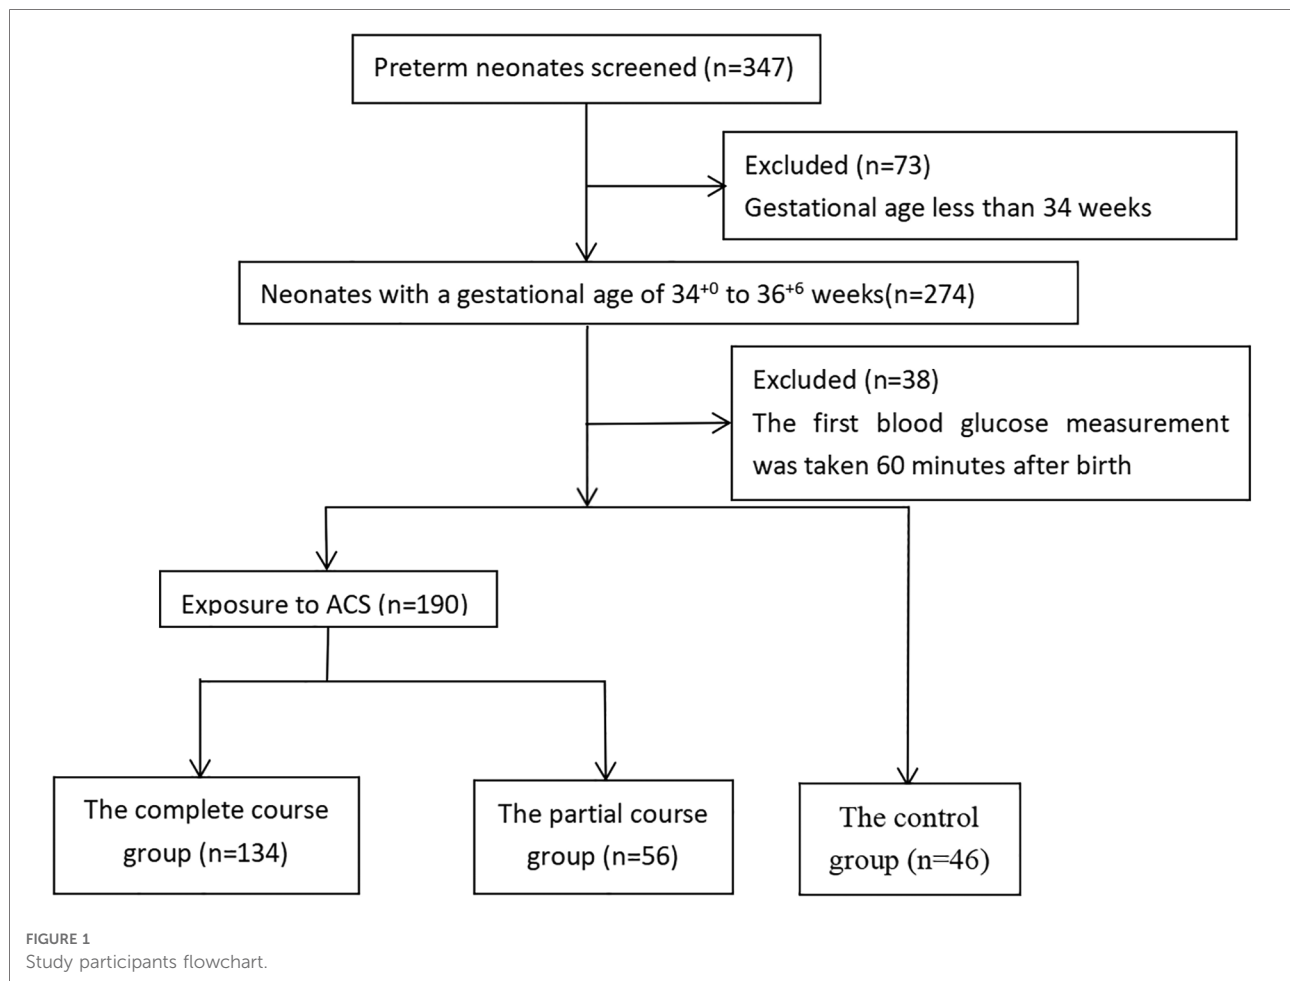 Preterm neonates screened (n=347)
Excluded (n=73)
Gestational age less than 34 weeks
Neonates with a gestational age of 34⁺⁰ to 36⁺⁶ weeks(n=274)
Excluded (n=38)
The first blood glucose measurement
was taken 60 minutes after birth
Exposure to ACS (n=190)
The complete course
group (n=134)
The partial course
group (n=56)
The control
group (n=46)
FIGURE 1
Study participants flowchart.